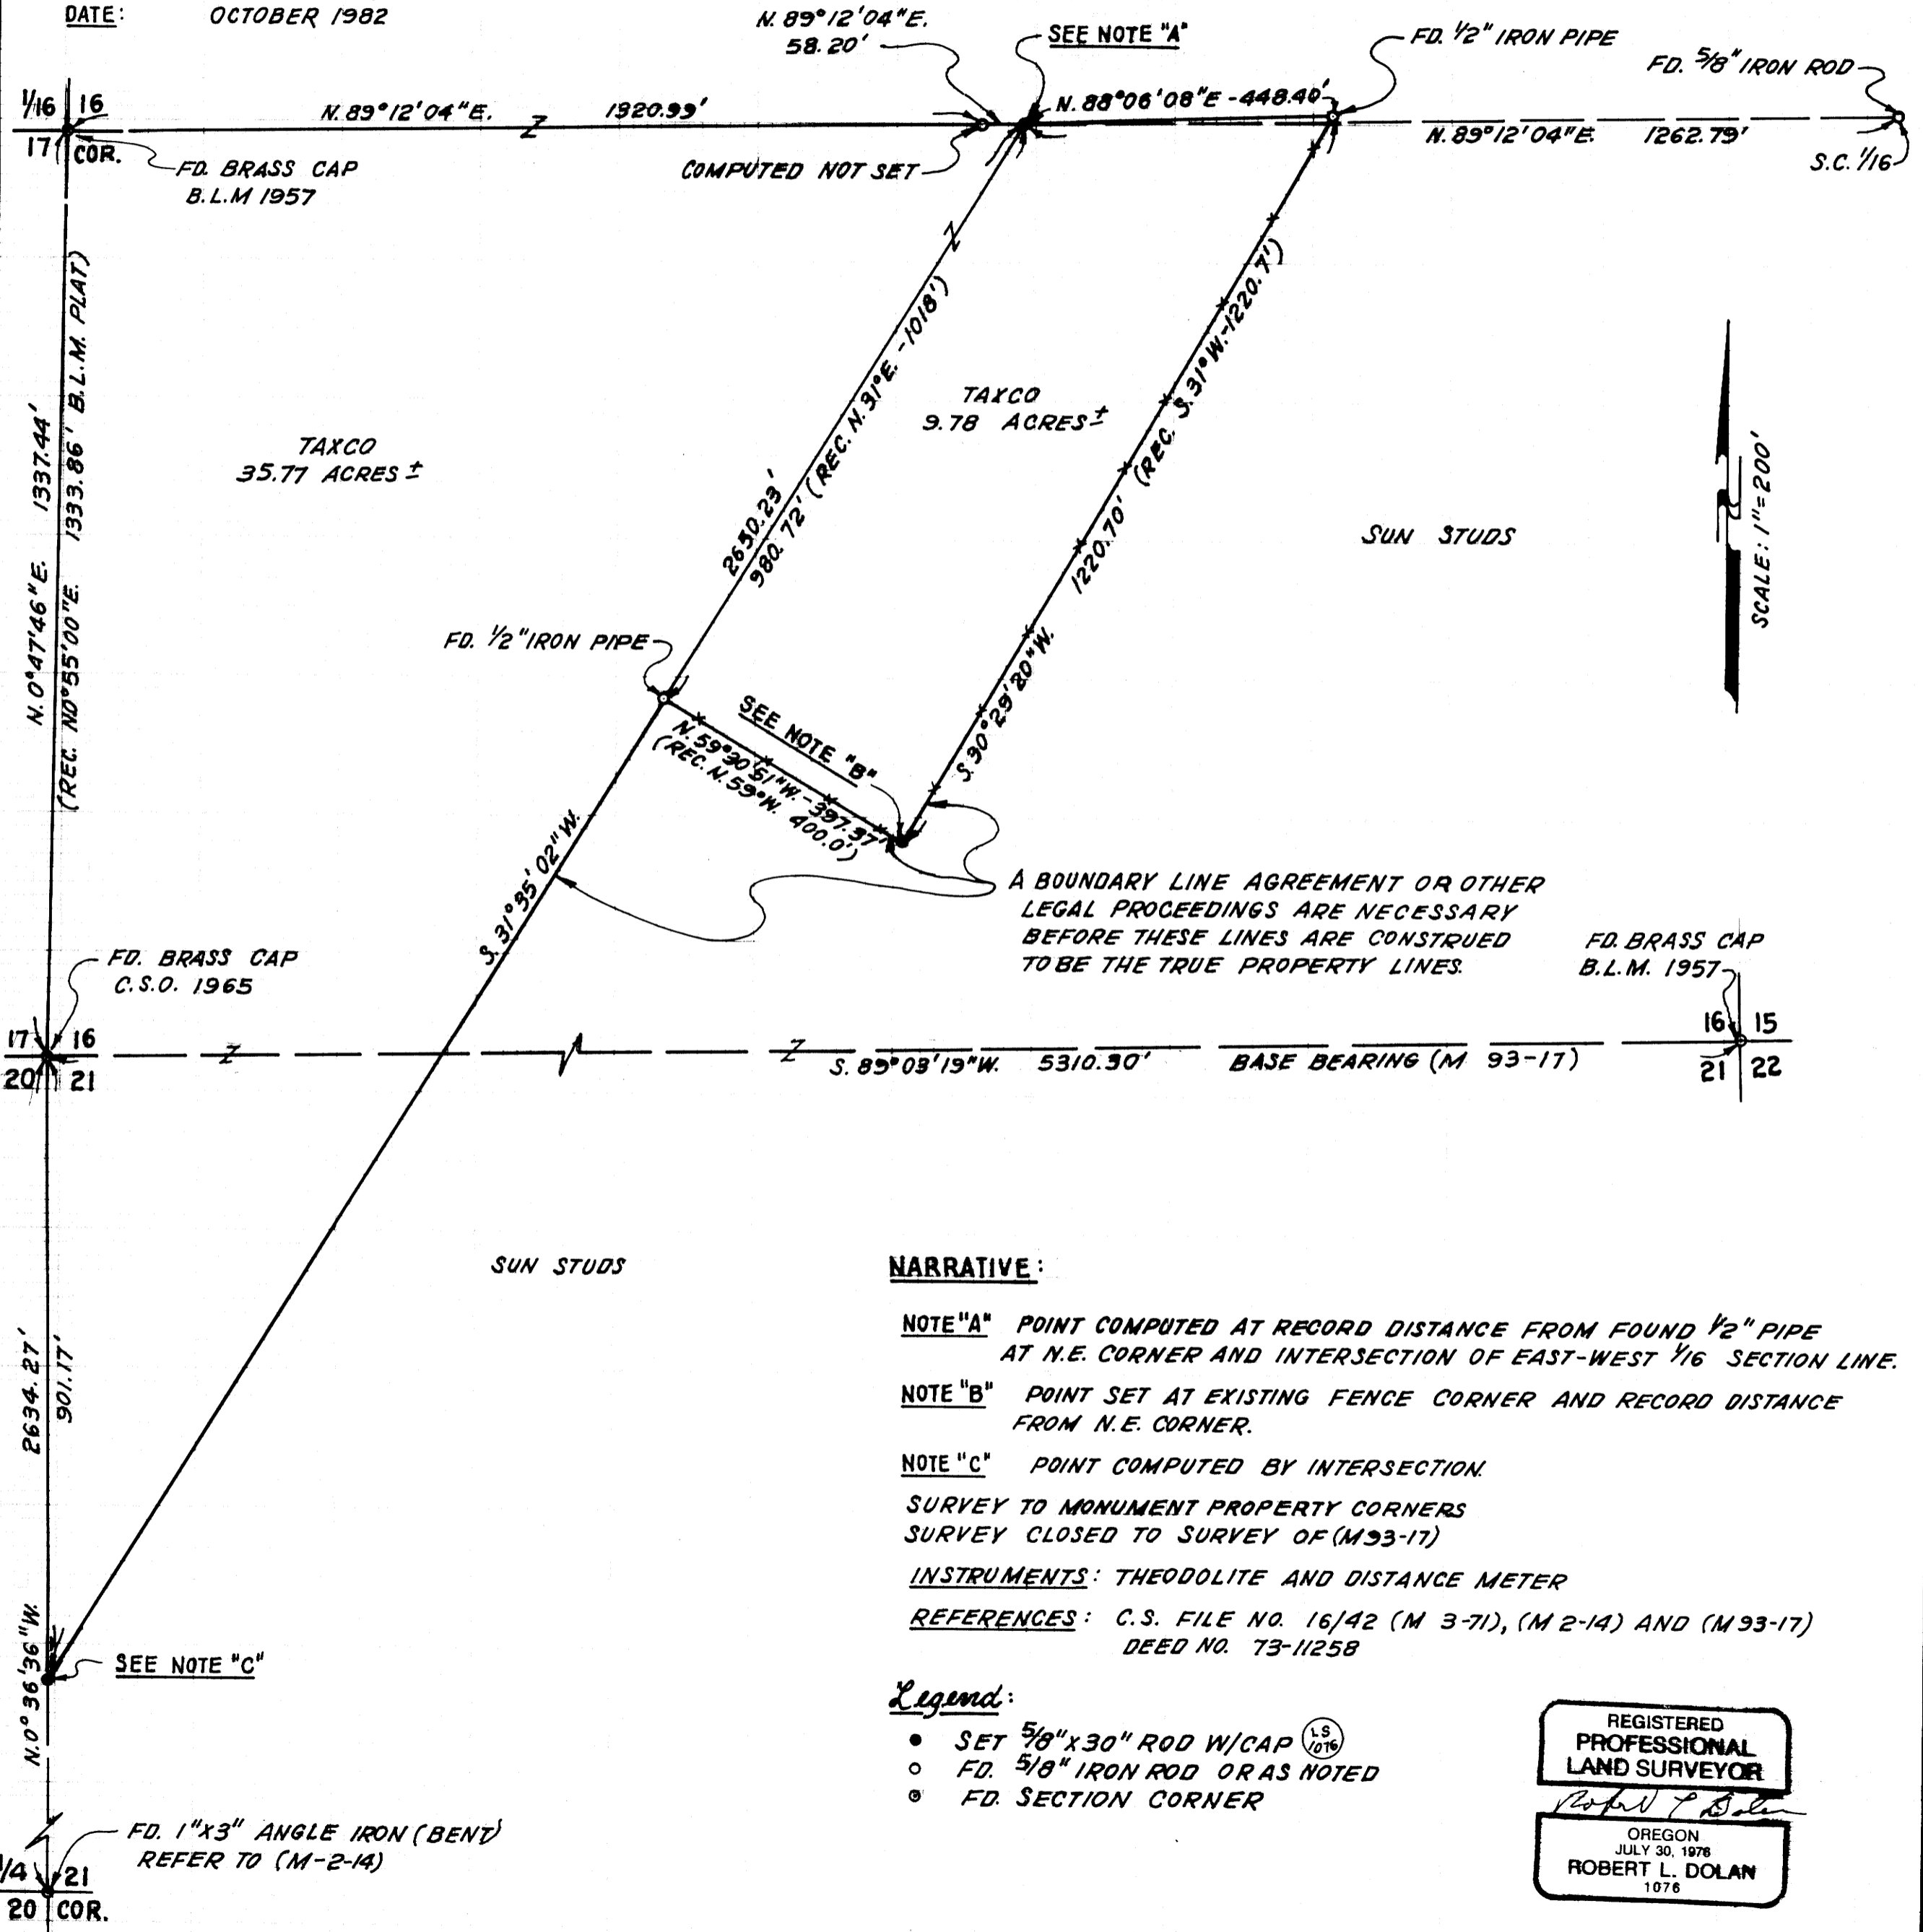 DATE: OCTOBER 1982
N. 89°12'04"E.
58.20'
SEE NOTE "A"
FD. 1/2" IRON PIPE
FD. 5/8" IRON ROD
1/16 16
17 COR.
N. 89°12'04"E. 1320.99'
N. 88°06'08"E - 448.40'
N. 89°12'04"E. 1262.79'
S.C. 1/16
FD. BRASS CAP
B.L.M 1957
COMPUTED NOT SET
N. 0°47'46"E. 1337.44'
(REC. N0°55'00"E. 1333.86' B.L.M. PLAT)
TAXCO
35.77 ACRES ±
2650.23'
980.72' (REC. N. 31°E. - 1018')
TAXCO
9.78 ACRES ±
S. 30°29'20"W. 1220.70' (REC. S. 31°W. - 1220.7')
SUN STUDS
SCALE: 1" = 200'
FD. 1/2" IRON PIPE
SEE NOTE "B"
N. 59°30'51"W. - 397.37'
(REC. N. 59°W. 400.0')
S. 31°35'02"W.
A BOUNDARY LINE AGREEMENT OR OTHER
LEGAL PROCEEDINGS ARE NECESSARY
BEFORE THESE LINES ARE CONSTRUED
TO BE THE TRUE PROPERTY LINES.
FD. BRASS CAP
C.S.O. 1965
FD. BRASS CAP
B.L.M. 1957
17 16
20 21
S. 89°03'19"W. 5310.30' BASE BEARING (M 93-17)
16 15
21 22
SUN STUDS
N. 0°36'36"W. 2634.27'
901.17'
SEE NOTE "C"
NARRATIVE:
NOTE "A" POINT COMPUTED AT RECORD DISTANCE FROM FOUND 1/2" PIPE
AT N.E. CORNER AND INTERSECTION OF EAST-WEST 1/16 SECTION LINE.
NOTE "B" POINT SET AT EXISTING FENCE CORNER AND RECORD DISTANCE
FROM N.E. CORNER.
NOTE "C" POINT COMPUTED BY INTERSECTION.
SURVEY TO MONUMENT PROPERTY CORNERS
SURVEY CLOSED TO SURVEY OF (M93-17)
INSTRUMENTS: THEODOLITE AND DISTANCE METER
REFERENCES: C.S. FILE NO. 16/42 (M 3-71), (M 2-14) AND (M 93-17)
DEED NO. 73-11258
Legend:
SET 5/8" X 30" ROD W/CAP LS 1076
FD. 5/8" IRON ROD OR AS NOTED
FD. SECTION CORNER
FD. 1" X 3" ANGLE IRON (BENT)
REFER TO (M-2-14)
1/4 21
20 COR.
REGISTERED
PROFESSIONAL
LAND SURVEYOR
Robert L Dolan
OREGON
JULY 30, 1976
ROBERT L. DOLAN
1076